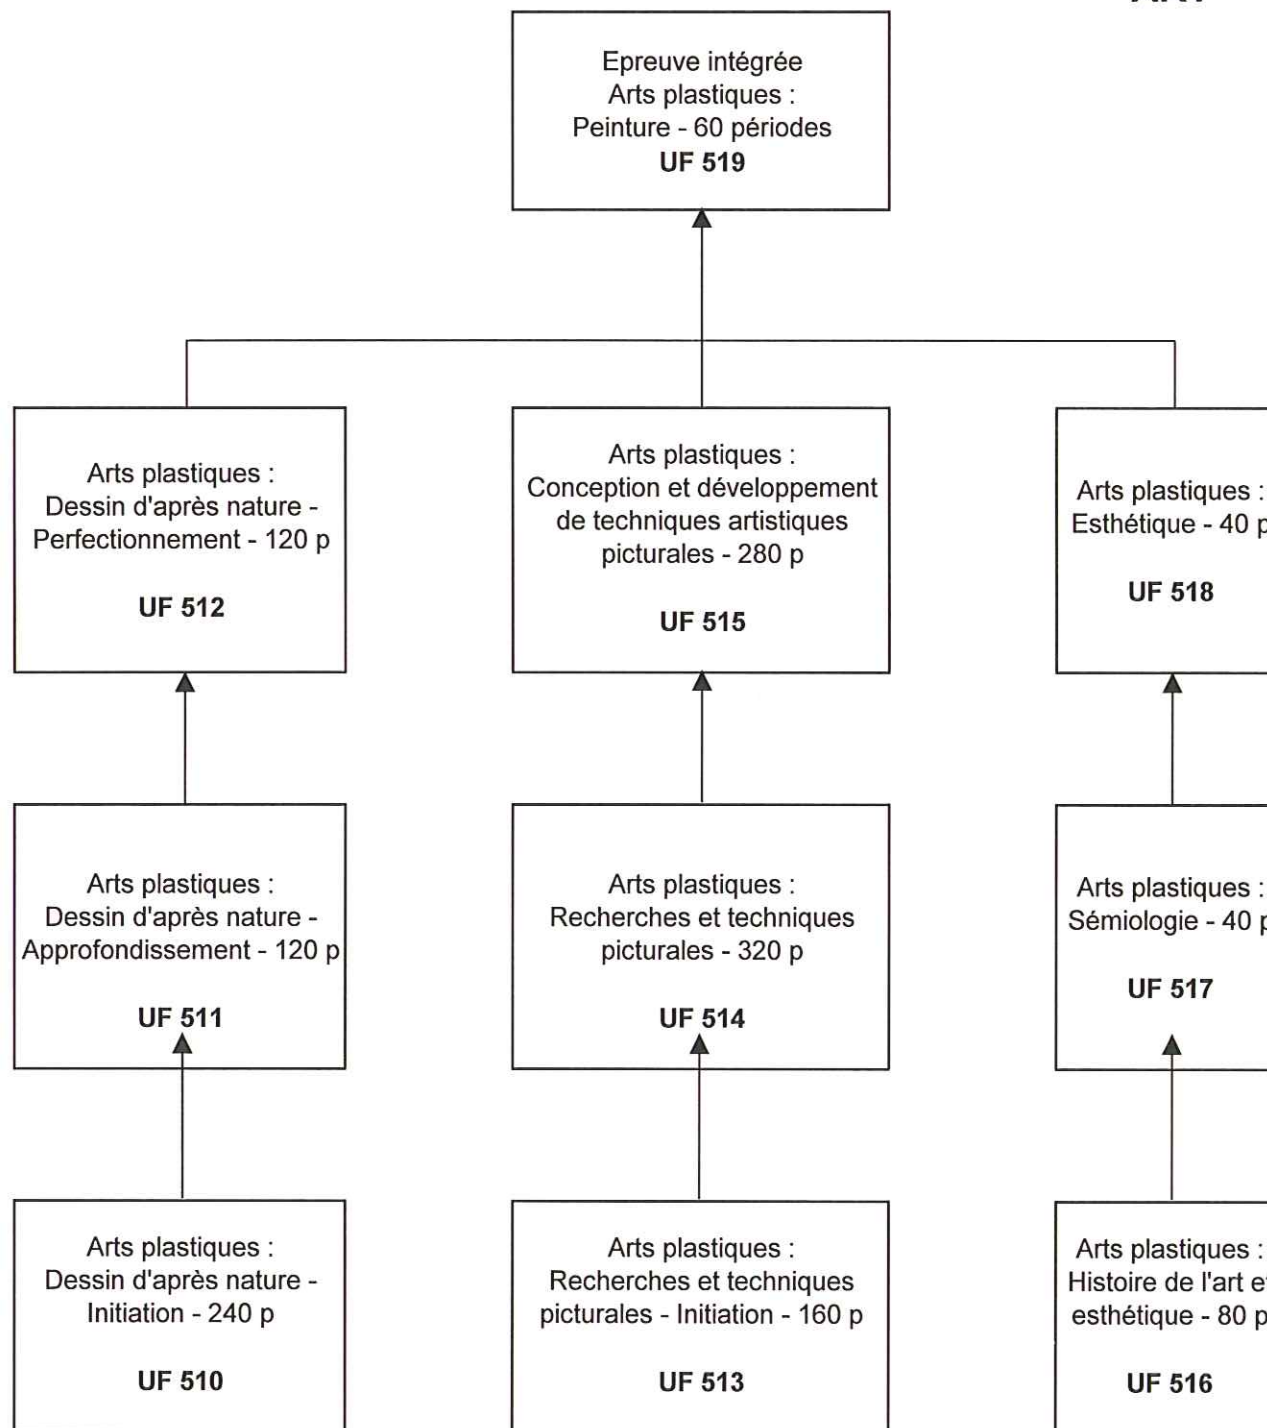 Epreuve intégrée
Arts plastiques :
Peinture - 60 périodes
UF 519
Arts plastiques :
Dessin d'après nature -
Perfectionnement - 120 p
UF 512
Arts plastiques :
Conception et développement
de techniques artistiques
picturales - 280 p
UF 515
Arts plastiques :
Esthétique - 40 p
UF 518
Arts plastiques :
Dessin d'après nature -
Approfondissement - 120 p
UF 511
Arts plastiques :
Recherches et techniques
picturales - 320 p
UF 514
Arts plastiques :
Sémiologie - 40 p
UF 517
Arts plastiques :
Dessin d'après nature -
Initiation - 240 p
UF 510
Arts plastiques :
Recherches et techniques
picturales - Initiation - 160 p
UF 513
Arts plastiques :
Histoire de l'art et
esthétique - 80 p
UF 516